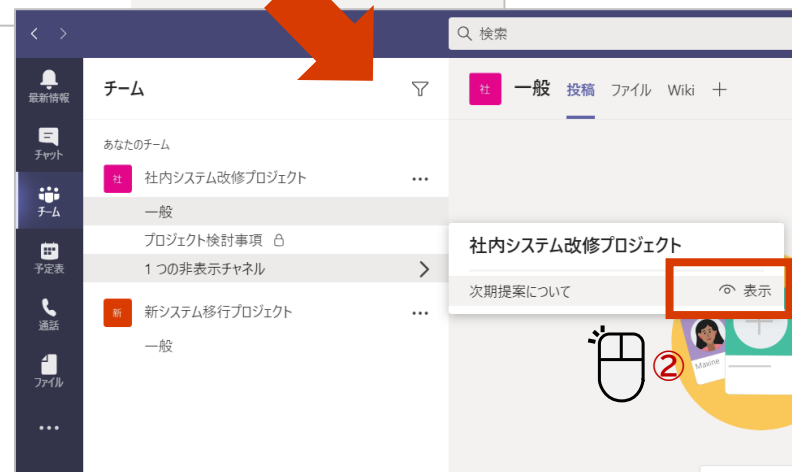 検索
最新情報
チャット
チーム
予定表
通話
ファイル
チーム
あなたのチーム
社 社内システム改修プロジェクト
一般
プロジェクト検討事項
1 つの非表示チャネル
新 新システム移行プロジェクト
一般
社 一般 投稿 ファイル Wiki
社内システム改修プロジェクト
次期提案について 表示
②
Maxine